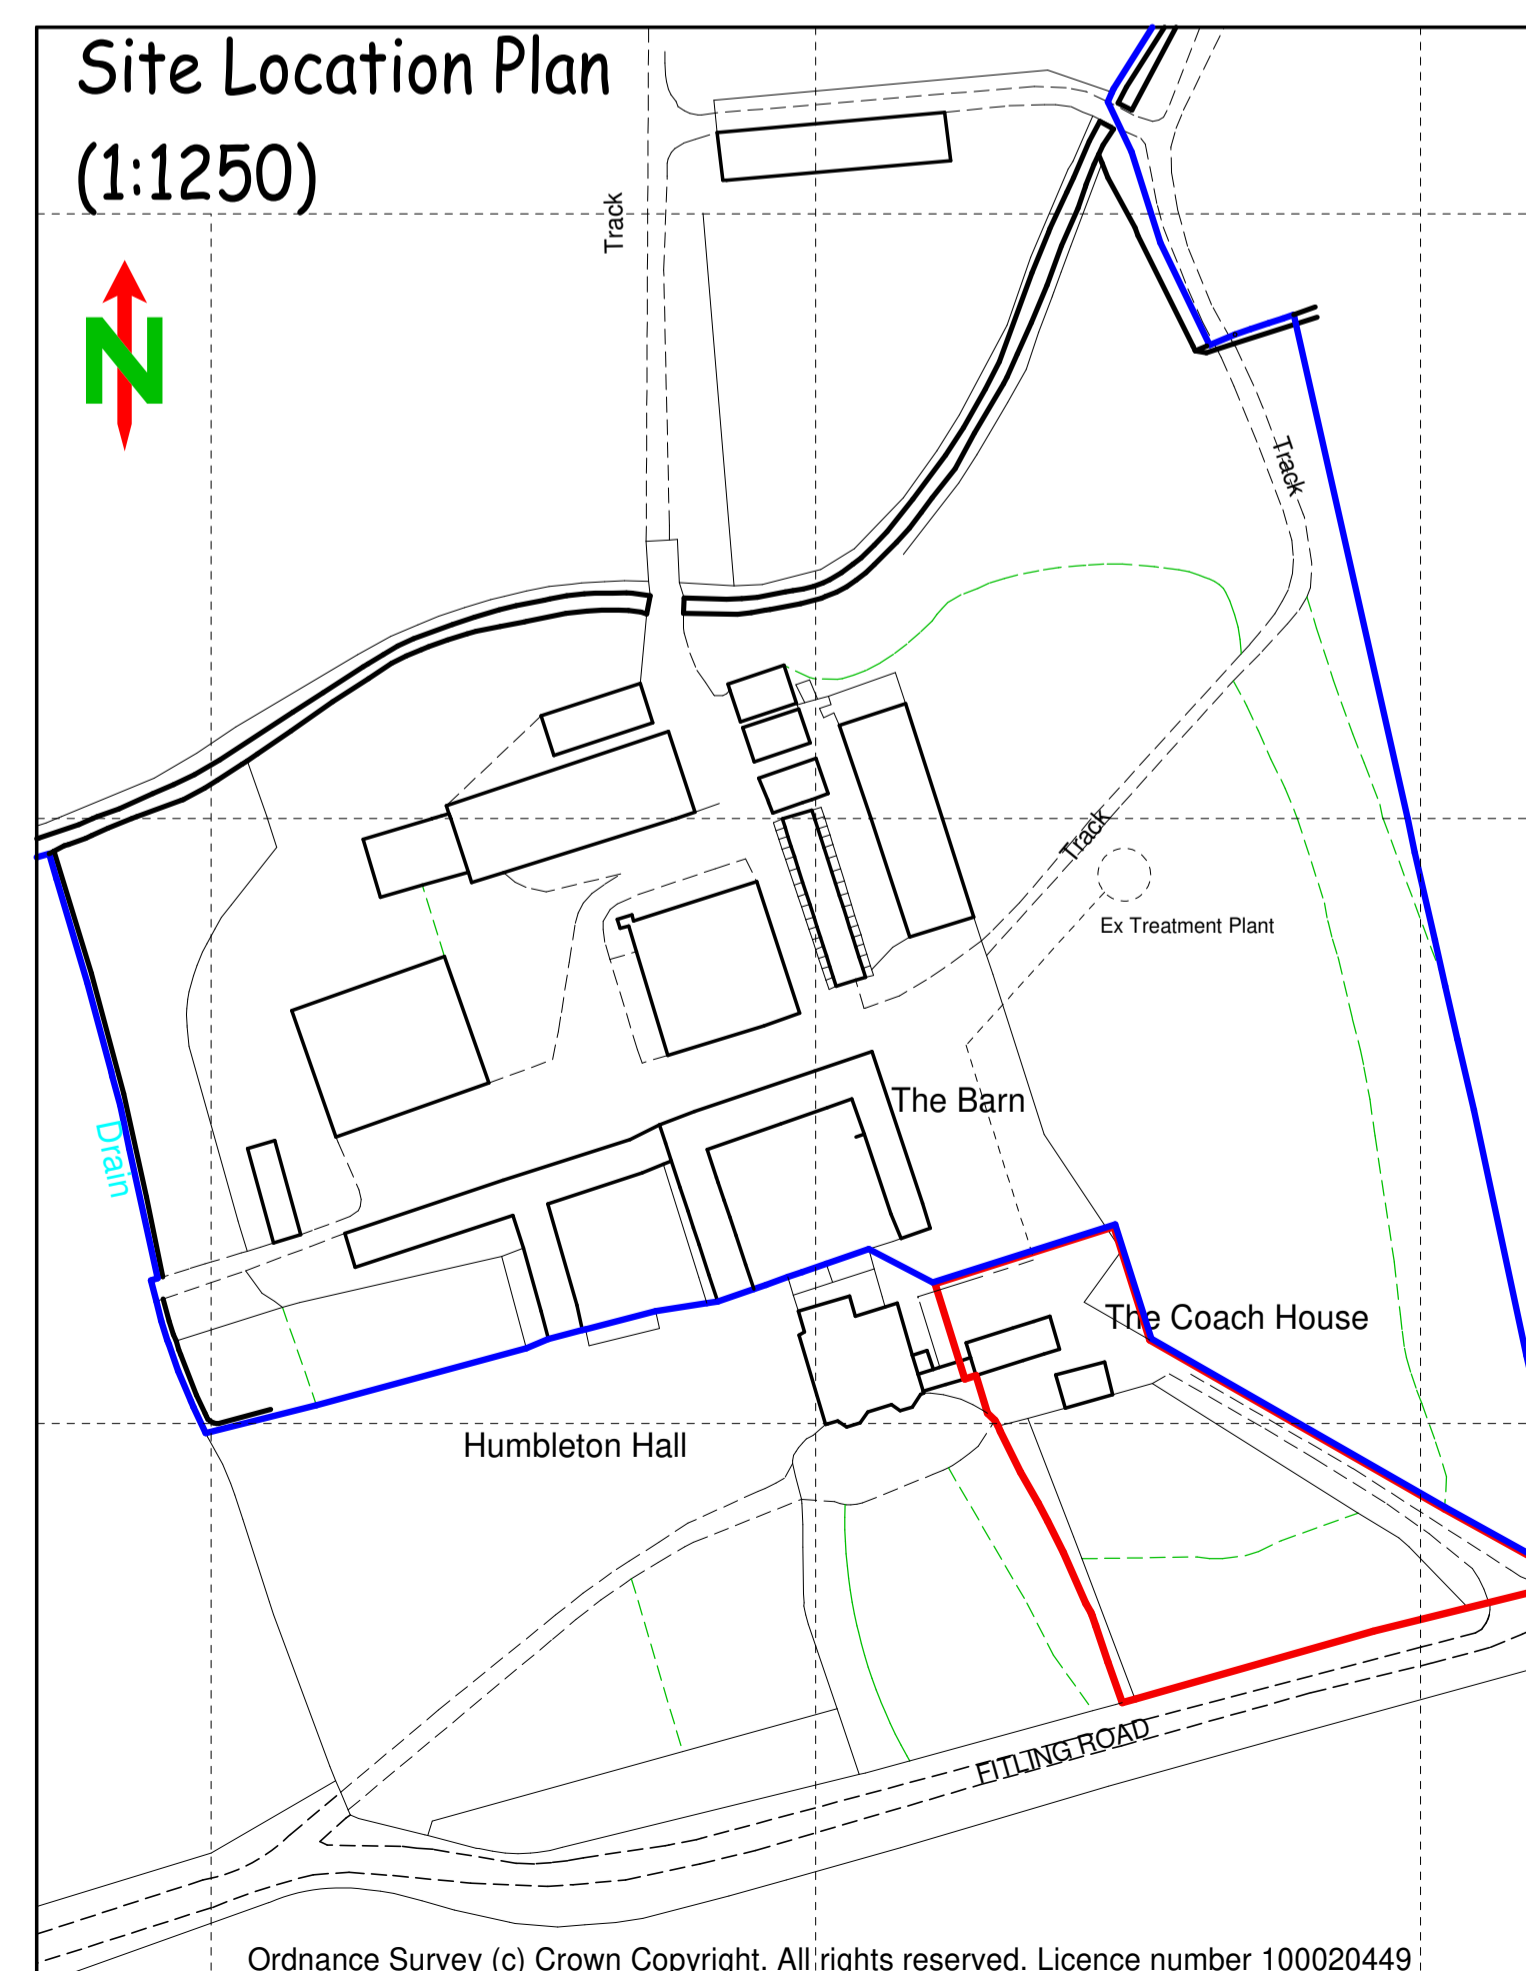 Site Location Plan
(1:1250)
N
Track
Track
Track
Ex Treatment Plant
The Barn
Drain
The Coach House
Humbleton Hall
FITLING ROAD
Ordnance Survey (c) Crown Copyright. All rights reserved. Licence number 100020449